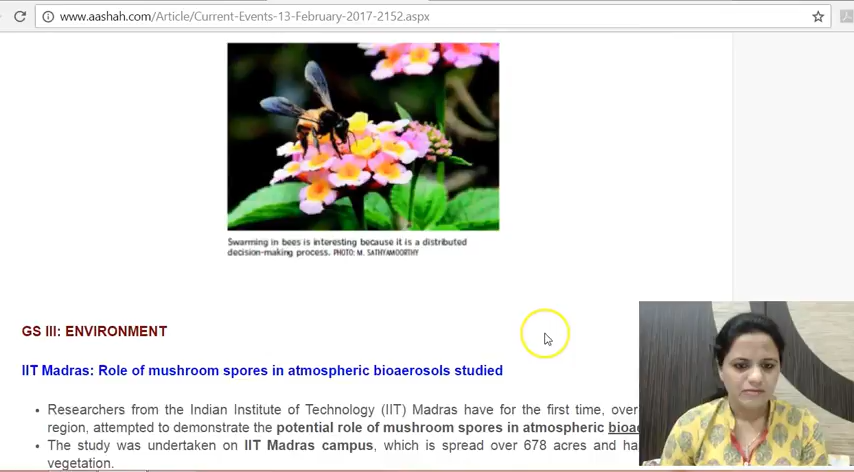 www.aashah.com/Article/Current-Events-13-February-2017-2152.aspx
Swarming in bees is interesting because it is a distributed
decision-making process. PHOTO: M. SATHYAMOORTHY
GS III: ENVIRONMENT
IIT Madras: Role of mushroom spores in atmospheric bioaerosols studied
• Researchers from the Indian Institute of Technology (IIT) Madras have for the first time, over
region, attempted to demonstrate the potential role of mushroom spores in atmospheric
• The study was undertaken on IIT Madras campus, which is spread over 678 acres and
vegetation.